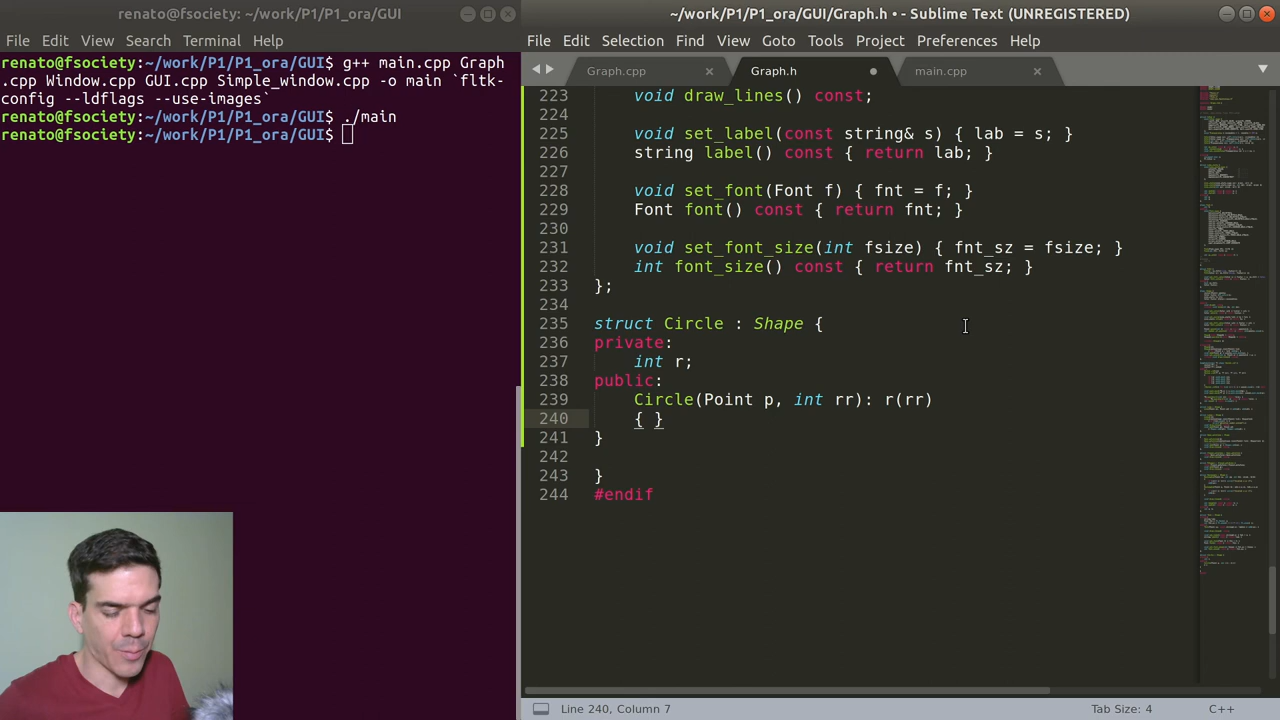 renato@fsociety: ~/work/P1/P1_ora/GUI
File Edit View Search Terminal Help
renato@fsociety:~/work/P1/P1_ora/GUI$ g++ main.cpp Graph
.cpp Window.cpp GUI.cpp Simple_window.cpp -o main `fltk-
config --ldflags --use-images`
renato@fsociety:~/work/P1/P1_ora/GUI$ ./main
renato@fsociety:~/work/P1/P1_ora/GUI$
~/work/P1/P1_ora/GUI/Graph.h • - Sublime Text (UNREGISTERED)
File Edit Selection Find View Goto Tools Project Preferences Help
Graph.cpp Graph.h main.cpp
223 void draw_lines() const;
224
225 void set_label(const string& s) { lab = s; }
226 string label() const { return lab; }
227
228 void set_font(Font f) { fnt = f; }
229 Font font() const { return fnt; }
230
231 void set_font_size(int fsize) { fnt_sz = fsize; }
232 int font_size() const { return fnt_sz; }
233 };
234
235 struct Circle : Shape {
226 private:
237 int r;
238 public:
229 Circle(Point p, int rr): r(rr)
240 { }
241 }
242
243 }
244 #endif
Line 240, Column 7
Tab Size: 4
C++